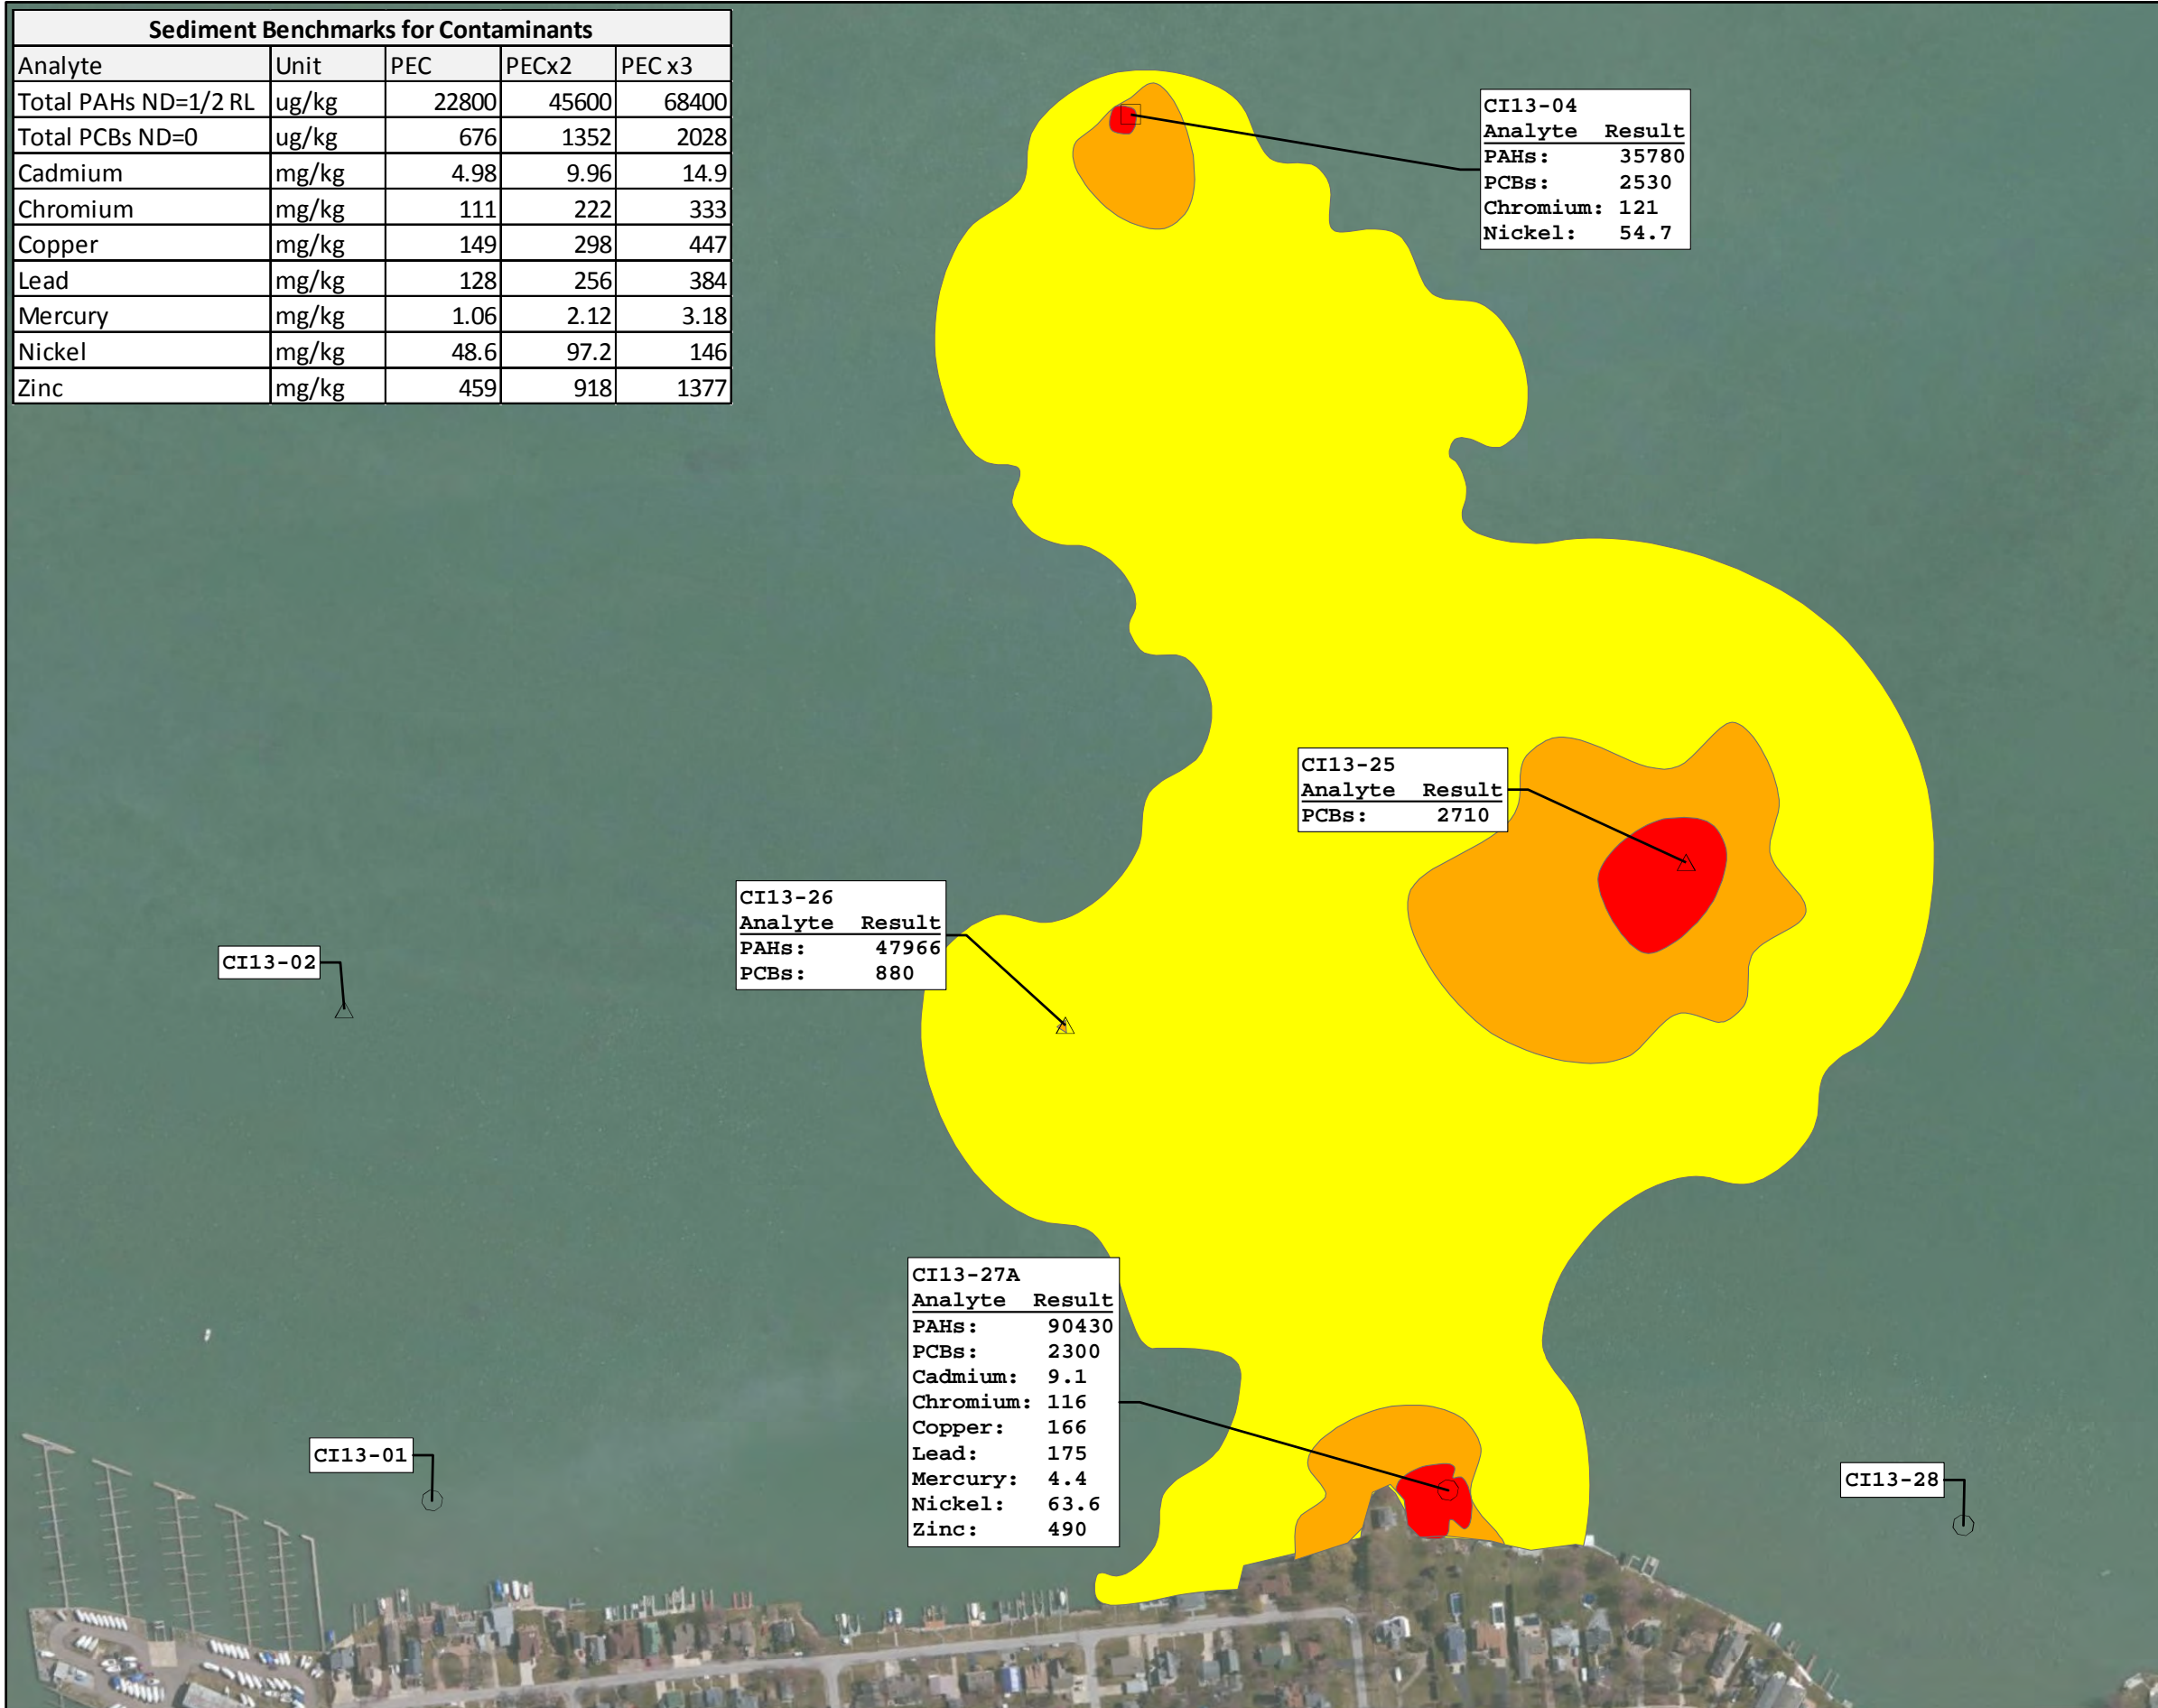 Sediment Benchmarks for Contaminants
Analyte Unit PEC PECx2 PEC x3
Total PAHs ND=1/2 RL ug/kg 22800 45600 68400
Total PCBs ND=0 ug/kg 676 1352 2028
Cadmium mg/kg 4.98 9.96 14.9
Chromium mg/kg 111 222 333
Copper mg/kg 149 298 447
Lead mg/kg 128 256 384
Mercury mg/kg 1.06 2.12 3.18
Nickel mg/kg 48.6 97.2 146
Zinc mg/kg 459 918 1377
CI13-04
Analyte Result
PAHs: 35780
PCBs: 2530
Chromium: 121
Nickel: 54.7
CI13-25
Analyte Result
PCBs: 2710
CI13-26
Analyte Result
PAHs: 47966
PCBs: 880
CI13-02
CI13-27A
Analyte Result
PAHs: 90430
PCBs: 2300
Cadmium: 9.1
Chromium: 116
Copper: 166
Lead: 175
Mercury: 4.4
Nickel: 63.6
Zinc: 490
CI13-01
CI13-28